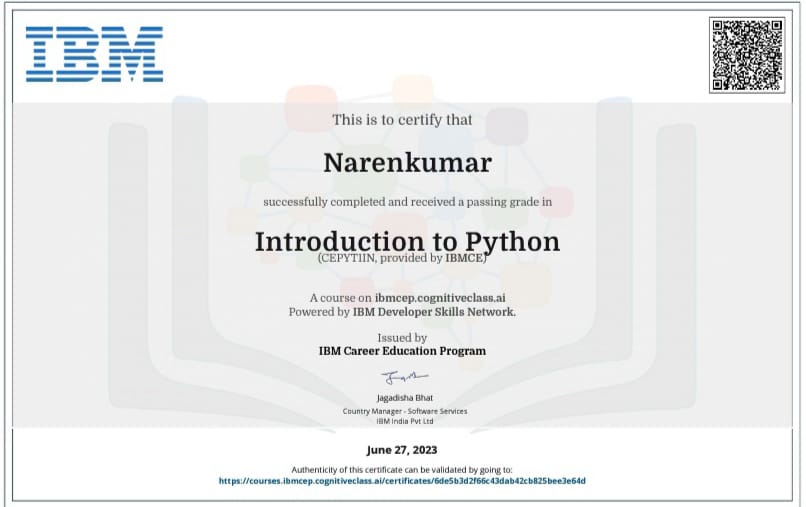 IBM
This is to certify that
Narenkumar
successfully completed and received a passing grade in
Introduction to Python
(CEPYTIIN, provided by IBMCE)
A course on ibmcep.cognitiveclass.ai
Powered by IBM Developer Skills Network.
Issued by
IBM Career Education Program
Jagadisha Bhat
Country Manager - Software Services
IBM India Pvt Ltd
June 27, 2023
Authenticity of this certificate can be validated by going to:
https://courses.ibmcep.cognitiveclass.ai/certificates/6de5b3d2f66c43dab42cb825bee3e64d